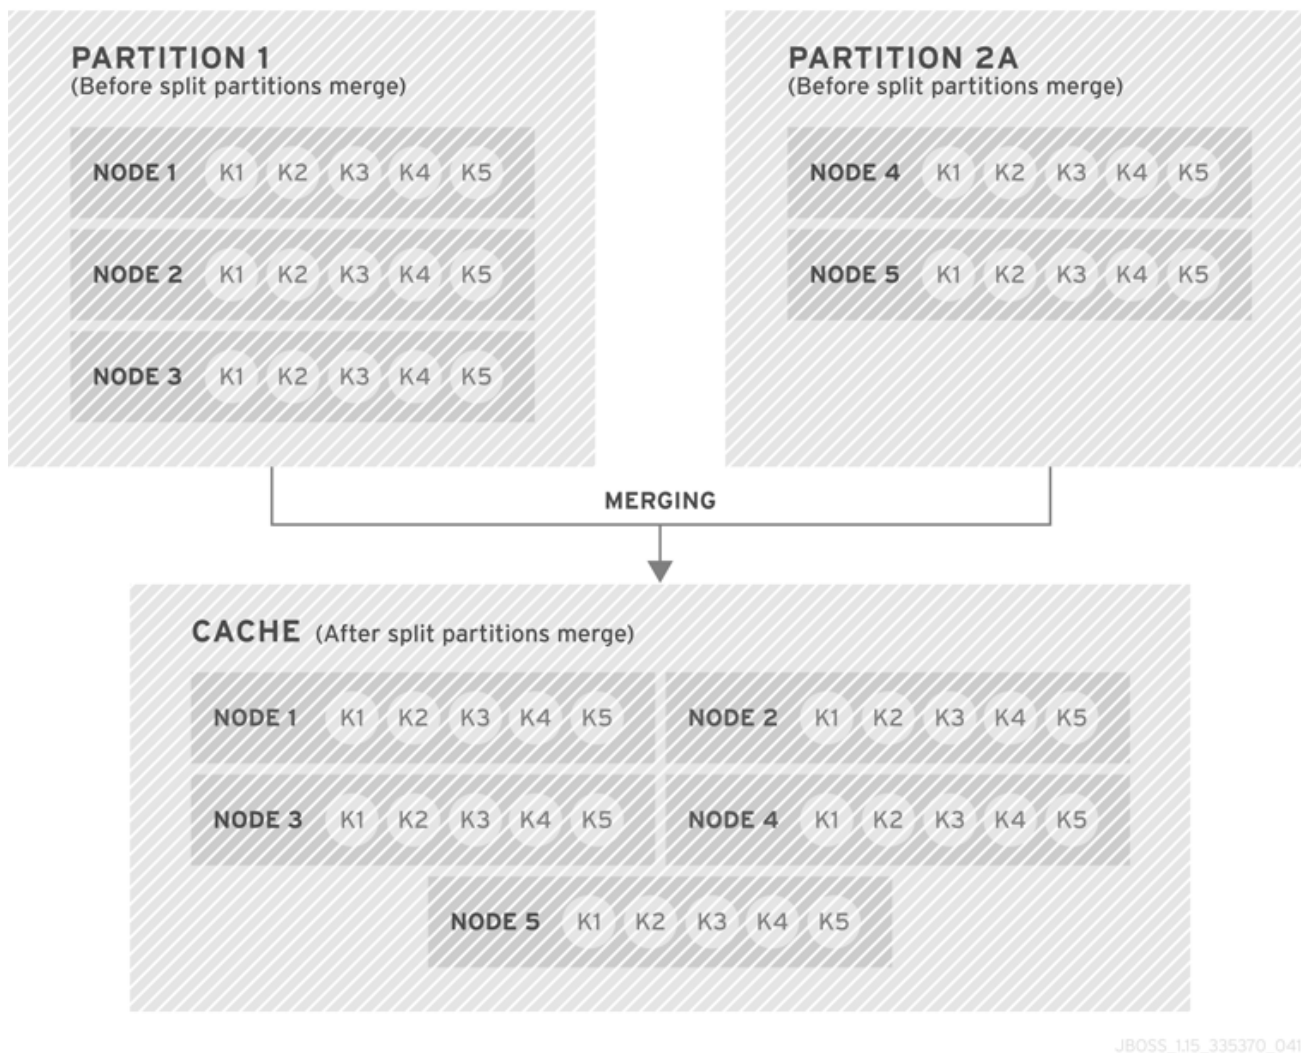 PARTITION 1
(Before split partitions merge)
NODE 1 K1 K2 K3 K4 K5
NODE 2 K1 K2 K3 K4 K5
NODE 3 K1 K2 K3 K4 K5
PARTITION 2A
(Before split partitions merge)
NODE 4 K1 K2 K3 K4 K5
NODE 5 K1 K2 K3 K4 K5
MERGING
CACHE (After split partitions merge)
NODE 1 K1 K2 K3 K4 K5
NODE 2 K1 K2 K3 K4 K5
NODE 3 K1 K2 K3 K4 K5
NODE 4 K1 K2 K3 K4 K5
NODE 5 K1 K2 K3 K4 K5
JBOSS_1.15_335370_041